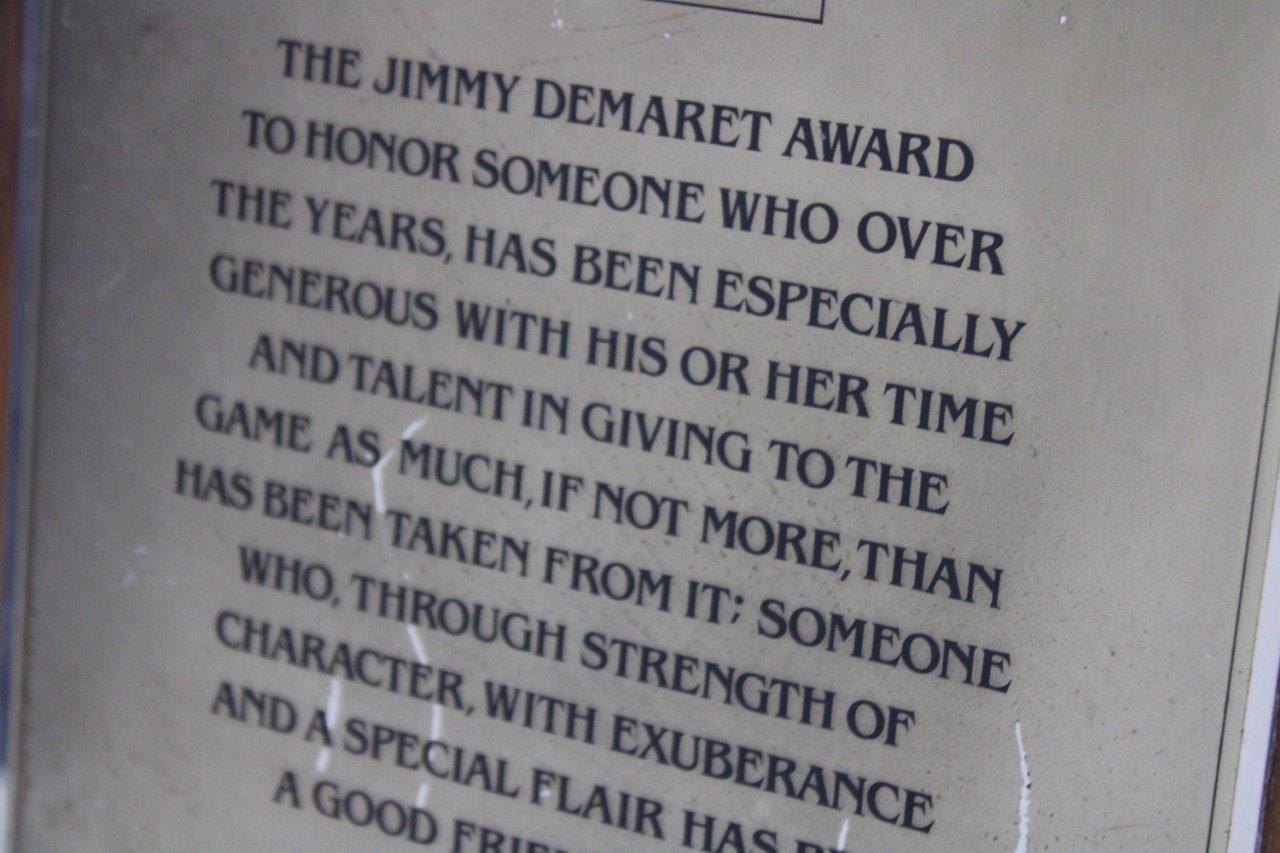 THE JIMMY DEMARET AWARD
TO HONOR SOMEONE WHO OVER
THE YEARS, HAS BEEN ESPECIALLY
GENEROUS WITH HIS OR HER TIME
AND TALENT IN GIVING TO THE
GAME AS MUCH, IF NOT MORE, THAN
HAS BEEN TAKEN FROM IT; SOMEONE
WHO, THROUGH STRENGTH OF
CHARACTER, WITH EXUBERANCE
AND A SPECIAL FLAIR HAS
A GOOD